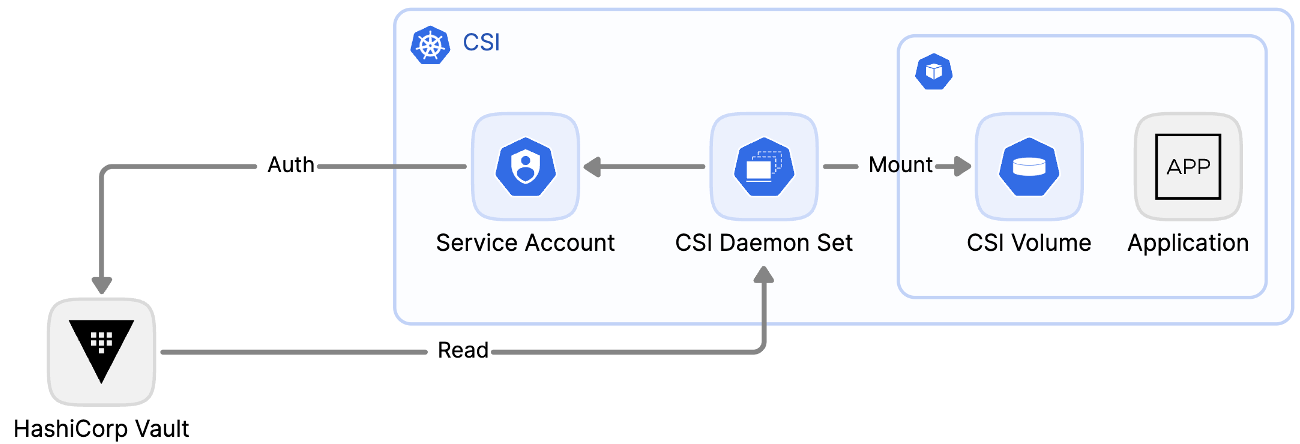 CSI
Auth
Mount
APP
Service Account
CSI Daemon Set
CSI Volume
Application
Read
HashiCorp Vault